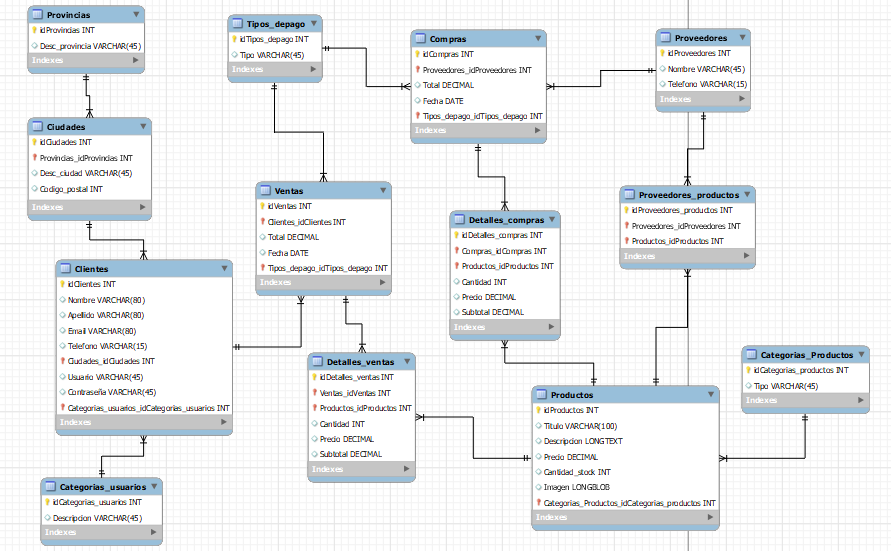 Provincias
idProvincias INT
Desc_provincia VARCHAR(45)
Indexes
Tipos_depago
idTipos_depago INT
Tipo VARCHAR(45)
Indexes
Compras
idCompras INT
Proveedores_idProveedores INT
Total DECIMAL
Fecha DATE
Tipos_depago_idTipos_depago INT
Indexes
Proveedores
idProveedores INT
Nombre VARCHAR(45)
Telefono VARCHAR(15)
Indexes
Ciudades
idCiudades INT
Provincias_idProvincias INT
Desc_ciudad VARCHAR(45)
Codigo_postal INT
Indexes
Ventas
idVentas INT
Clientes_idClientes INT
Total DECIMAL
Fecha DATE
Tipos_depago_idTipos_depago INT
Indexes
Detalles_compras
idDetalles_compras INT
Compras_idCompras INT
Productos_idProductos INT
Cantidad INT
Precio DECIMAL
Subtotal DECIMAL
Indexes
Proveedores_productos
idProveedores_productos INT
Proveedores_idProveedores INT
Productos_idProductos INT
Indexes
Clientes
idClientes INT
Nombre VARCHAR(80)
Apellido VARCHAR(80)
Email VARCHAR(80)
Telefono VARCHAR(15)
Ciudades_idCiudades INT
Usuario VARCHAR(45)
Contraseña VARCHAR(45)
Categorias_usuarios_idCategorias_usuarios INT
Indexes
Detalles_ventas
idDetalles_ventas INT
Ventas_idVentas INT
Productos_idProductos INT
Cantidad INT
Precio DECIMAL
Subtotal DECIMAL
Indexes
Productos
idProductos INT
Titulo VARCHAR(100)
Descripcion LONGTEXT
Precio DECIMAL
Cantidad_stock INT
Imagen LONGBLOB
Categorias_Productos_idCategorias_productos INT
Indexes
Categorias_Productos
idCategorias_productos INT
Tipo VARCHAR(45)
Indexes
Categorias_usuarios
idCategorias_usuarios INT
Descripcion VARCHAR(45)
Indexes